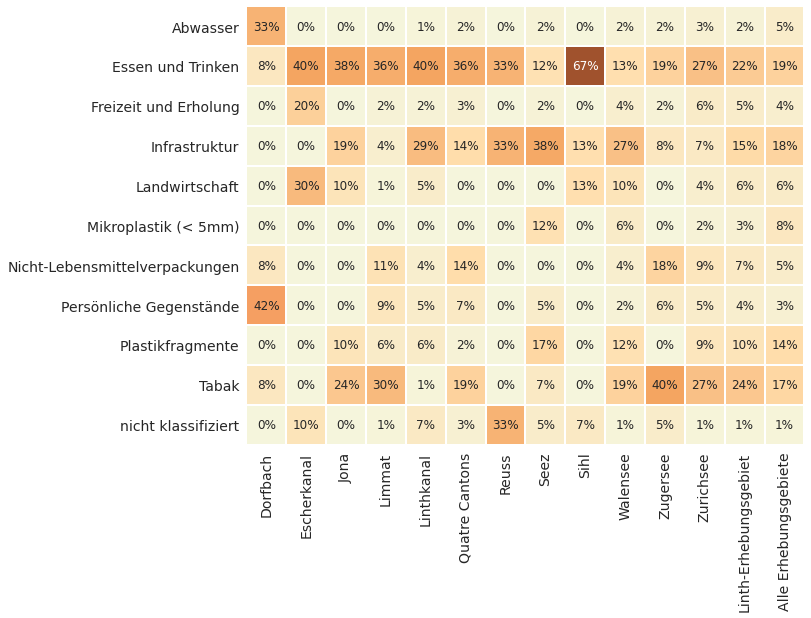 Abwasser 33% 0% 0% 0% 1% 2% 0% 2% 0% 2% 2% 3% 2% 5%
Essen und Trinken 8% 40% 38% 36% 40% 36% 33% 12% 67% 13% 19% 27% 22% 19%
Freizeit und Erholung 0% 20% 0% 2% 2% 3% 0% 2% 0% 4% 2% 6% 5% 4%
Infrastruktur 0% 0% 19% 4% 29% 14% 33% 38% 13% 27% 8% 7% 15% 18%
Landwirtschaft 0% 30% 10% 1% 5% 0% 0% 0% 13% 10% 0% 4% 6% 6%
Mikroplastik (< 5mm) 0% 0% 0% 0% 0% 0% 0% 12% 0% 6% 0% 2% 3% 8%
Nicht-Lebensmittelverpackungen 8% 0% 0% 11% 4% 14% 0% 0% 0% 4% 18% 9% 7% 5%
Persönliche Gegenstände 42% 0% 0% 9% 5% 7% 0% 5% 0% 2% 6% 5% 4% 3%
Plastikfragmente 0% 0% 10% 6% 6% 2% 0% 17% 0% 12% 0% 9% 10% 14%
Tabak 8% 0% 24% 30% 1% 19% 0% 7% 0% 19% 40% 27% 24% 17%
nicht klassifiziert 0% 10% 0% 1% 7% 3% 33% 5% 7% 1% 5% 1% 1% 1%
Dorfbach
Escherkanal
Jona
Limmat
Linthkanal
Quatre Cantons
Reuss
Seez
Sihl
Walensee
Zugersee
Zurichsee
Linth-Erhebungsgebiet
Alle Erhebungsgebiete